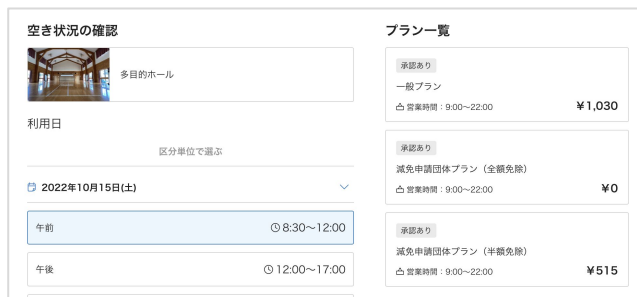 空き状況の確認
多目的ホール
利用日
区分単位で選ぶ
2022年10月15日(土)
午前
8:30〜12:00
午後
12:00〜17:00
プラン一覧
承認あり
一般プラン
営業時間：9:00〜22:00
¥1,030
承認あり
減免申請団体プラン（全額免除）
営業時間：9:00〜22:00
¥0
承認あり
減免申請団体プラン（半額免除）
営業時間：9:00〜22:00
¥515